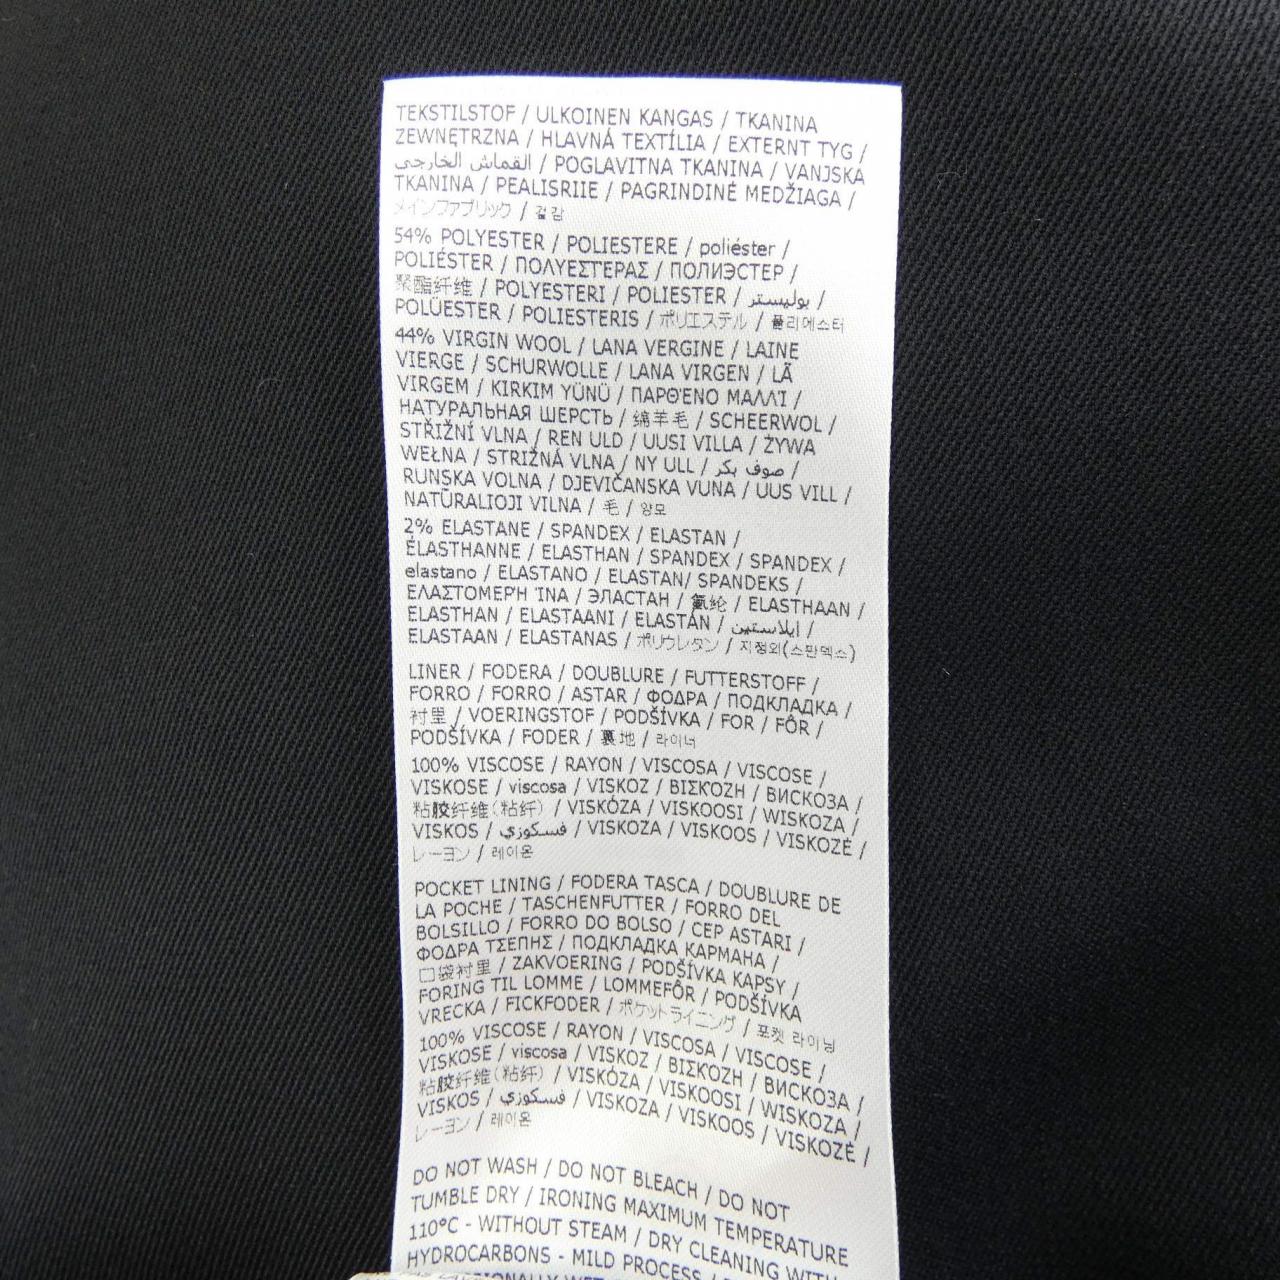 TEKSTILSTOF / ULKOINEN KANGAS / TKANINA
ZEWNĘTRZNA / HLAVNÁ TEXTÍLIA / EXTERNT TYG /
القماش الخارجى / POGLAVITNA TKANINA / VANJSKA
TKANINA / PEALISRIIE / PAGRINDINĖ MEDŽIAGA /
メインファブリック / 겉감
54% POLYESTER / POLIESTERE / poliéster /
POLIÉSTER / ΠΟΛΥΕΣΤΕΡΑΣ / ПОЛИЭСТЕР /
聚酯纤维 / POLYESTERI / POLIESTER / بوليستر /
POLÜESTER / POLIESTERIS / ポリエステル / 폴리에스터
44% VIRGIN WOOL / LANA VERGINE / LAINE
VIERGE / SCHURWOLLE / LANA VIRGEN / LÃ
VIRGEM / KIRKIM YÜNÜ / ΠΑΡΘΈΝΟ ΜΑΛΛΊ /
НАТУРАЛЬНАЯ ШЕРСТЬ / 绵羊毛 / SCHEERWOL /
STŘIŽNÍ VLNA / REN ULD / UUSI VILLA / ŻYWA
WEŁNA / STRIŽNÁ VLNA / NY ULL / صوف بكر /
RUNSKA VOLNA / DJEVIČANSKA VUNA / UUS VILL /
NATŪRALIOJI VILNA / 毛 / 양모
2% ELASTANE / SPANDEX / ELASTAN /
ÉLASTHANNE / ELASTHAN / SPANDEX / SPANDEX /
elastano / ELASTANO / ELASTAN/ SPANDEKS /
ΕΛΑΣΤΟΜΕΡΉ ΊΝΑ / ЭЛАСТАН / 氨纶 / ELASTHAAN /
ELASTHAN / ELASTAANI / ELASTÁN / ايلاستين /
ELASTAAN / ELASTANAS / ポリウレタン / 지정외(스판덱스)
LINER / FODERA / DOUBLURE / FUTTERSTOFF /
FORRO / FORRO / ASTAR / ΦΟΔΡΑ / ПОДКЛАДКА /
衬里 / VOERINGSTOF / PODŠÍVKA / FOR / FÔR /
PODŠÍVKA / FODER / 裏地 / 라이너
100% VISCOSE / RAYON / VISCOSA / VISCOSE /
VISKOSE / viscosa / VISKOZ / ΒΙΣΚΌΖΗ / ВИСКОЗА /
粘胶纤维(粘纤) / VISKÓZA / VISKOOSI / WISKOZA /
VISKOS / فسكوزي / VISKOZA / VISKOOS / VISKOZĖ /
レーヨン / 레이온
POCKET LINING / FODERA TASCA / DOUBLURE DE
LA POCHE / TASCHENFUTTER / FORRO DEL
BOLSILLO / FORRO DO BOLSO / CEP ASTARI /
ΦΟΔΡΑ ΤΣΕΠΗΣ / ПОДКЛАДКА КАРМАНА /
口袋衬里 / ZAKVOERING / PODŠÍVKA KAPSY /
FORING TIL LOMME / LOMMEFÔR / PODŠÍVKA
VRECKA / FICKFODER / ポケットライニング / 포켓 라이닝
100% VISCOSE / RAYON / VISCOSA / VISCOSE /
VISKOSE / viscosa / VISKOZ / ΒΙΣΚΌΖΗ / ВИСКОЗА /
粘胶纤维(粘纤) / VISKÓZA / VISKOOSI / WISKOZA /
VISKOS / فسكوزي / VISKOZA / VISKOOS / VISKOZĖ /
レーヨン / 레이온
DO NOT WASH / DO NOT BLEACH / DO NOT
TUMBLE DRY / IRONING MAXIMUM TEMPERATURE
110°C - WITHOUT STEAM / DRY CLEANING WITH
HYDROCARBONS - MILD PROCESS /